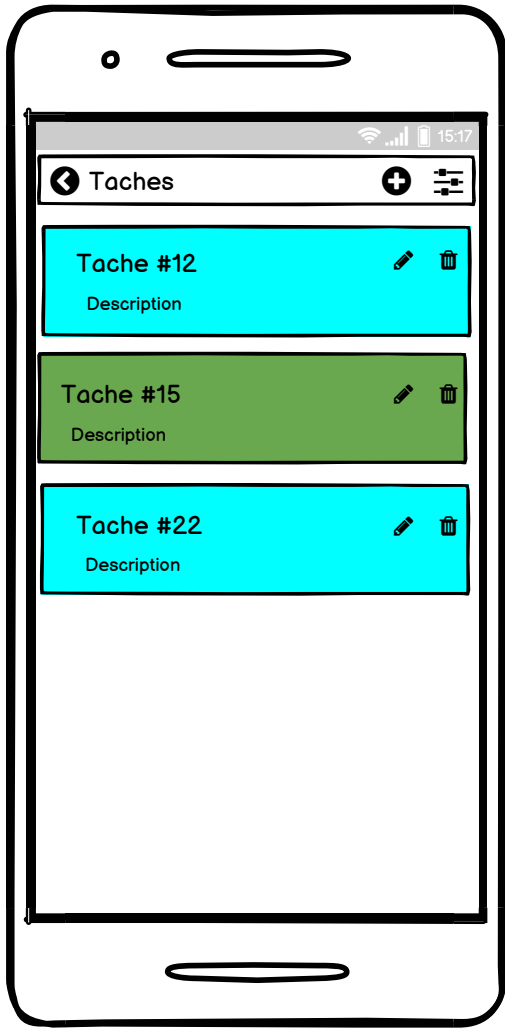 15:17
Taches
Tache #12
Description
Tache #15
Description
Tache #22
Description